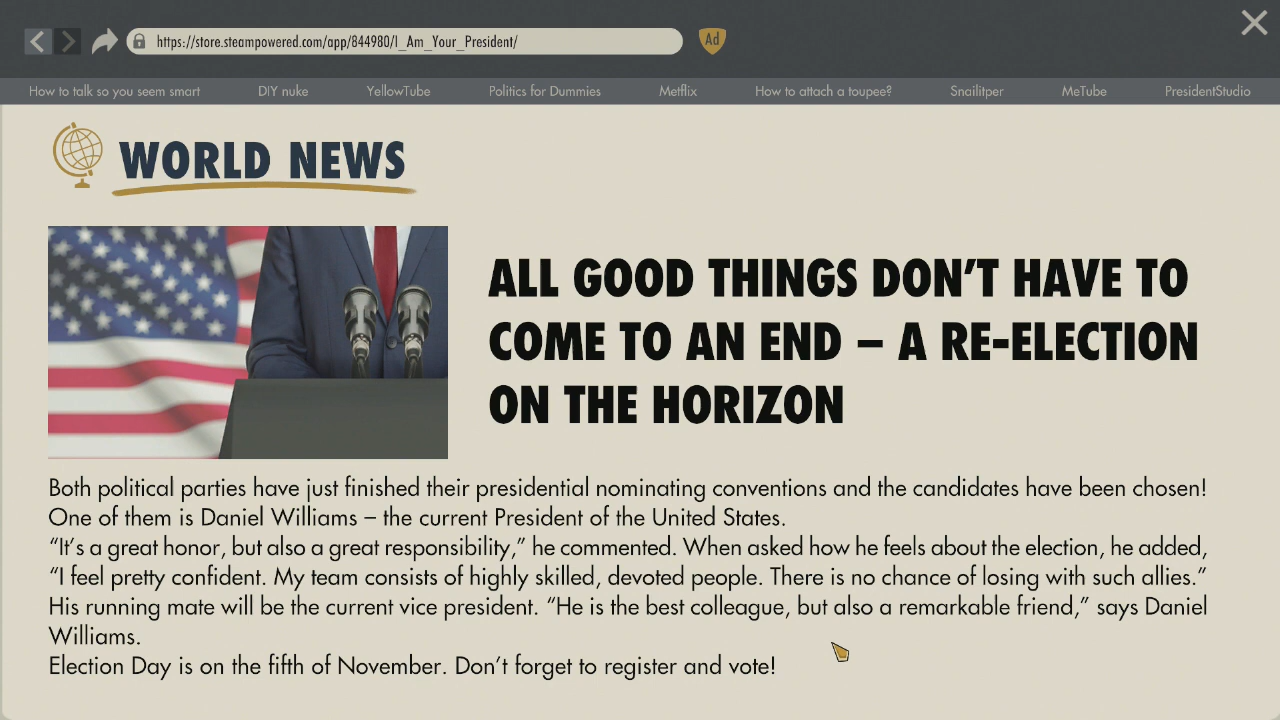 https://store.steampowered.com/app/844980/I_Am_Your_President/
Ad
How to talk so you seem smart DIY nuke YellowTube Politics for Dummies Metflix How to attach a toupee? Snailitper MeTube PresidentStudio
WORLD NEWS
ALL GOOD THINGS DON'T HAVE TO
COME TO AN END – A RE-ELECTION
ON THE HORIZON
Both political parties have just finished their presidential nominating conventions and the candidates have been chosen!
One of them is Daniel Williams – the current President of the United States.
“It's a great honor, but also a great responsibility,” he commented. When asked how he feels about the election, he added,
“I feel pretty confident. My team consists of highly skilled, devoted people. There is no chance of losing with such allies.”
His running mate will be the current vice president. “He is the best colleague, but also a remarkable friend,” says Daniel
Williams.
Election Day is on the fifth of November. Don't forget to register and vote!